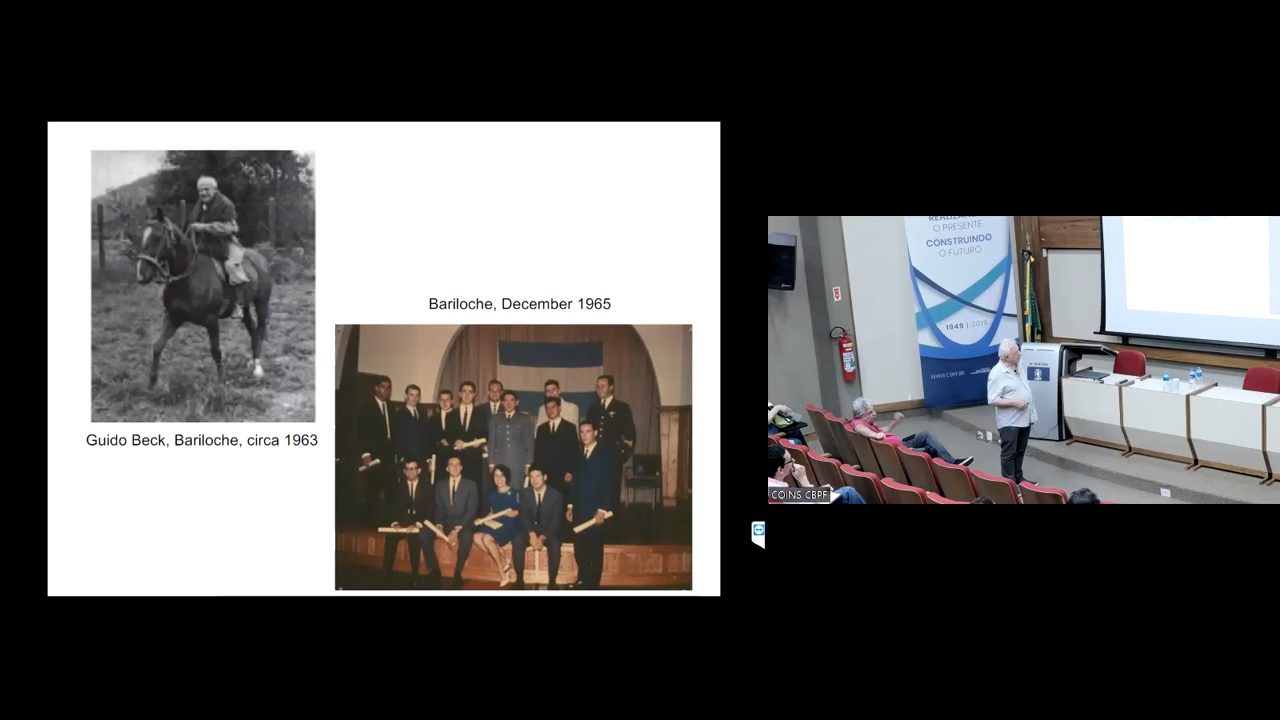 Guido Beck, Bariloche, circa 1963
Bariloche, December 1965
O PRESENTE
CONSTRUINDO
O FUTURO
1949 | 2019
COINS CBPF